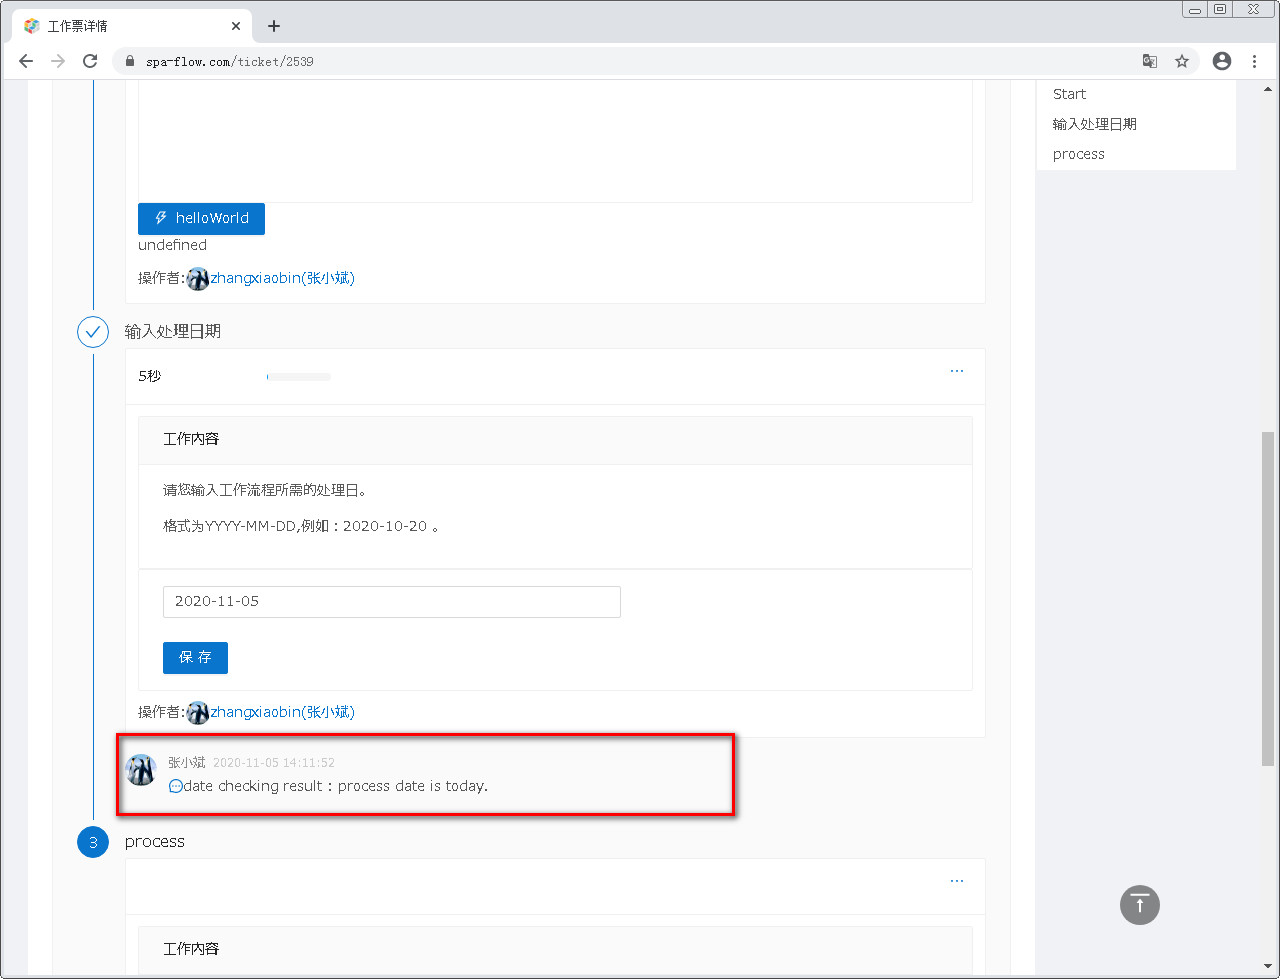 工作票详情
spa-flow.com/ticket/2539
Start
输入处理日期
process
helloWorld
undefined
操作者:zhangxiaobin(张小斌)
输入处理日期
5秒
工作内容
请您输入工作流程所需的处理日。
格式为YYYY-MM-DD,例如：2020-10-20 。
2020-11-05
保 存
操作者:zhangxiaobin(张小斌)
张小斌 2020-11-05 14:11:52
date checking result：process date is today.
3 process
工作内容